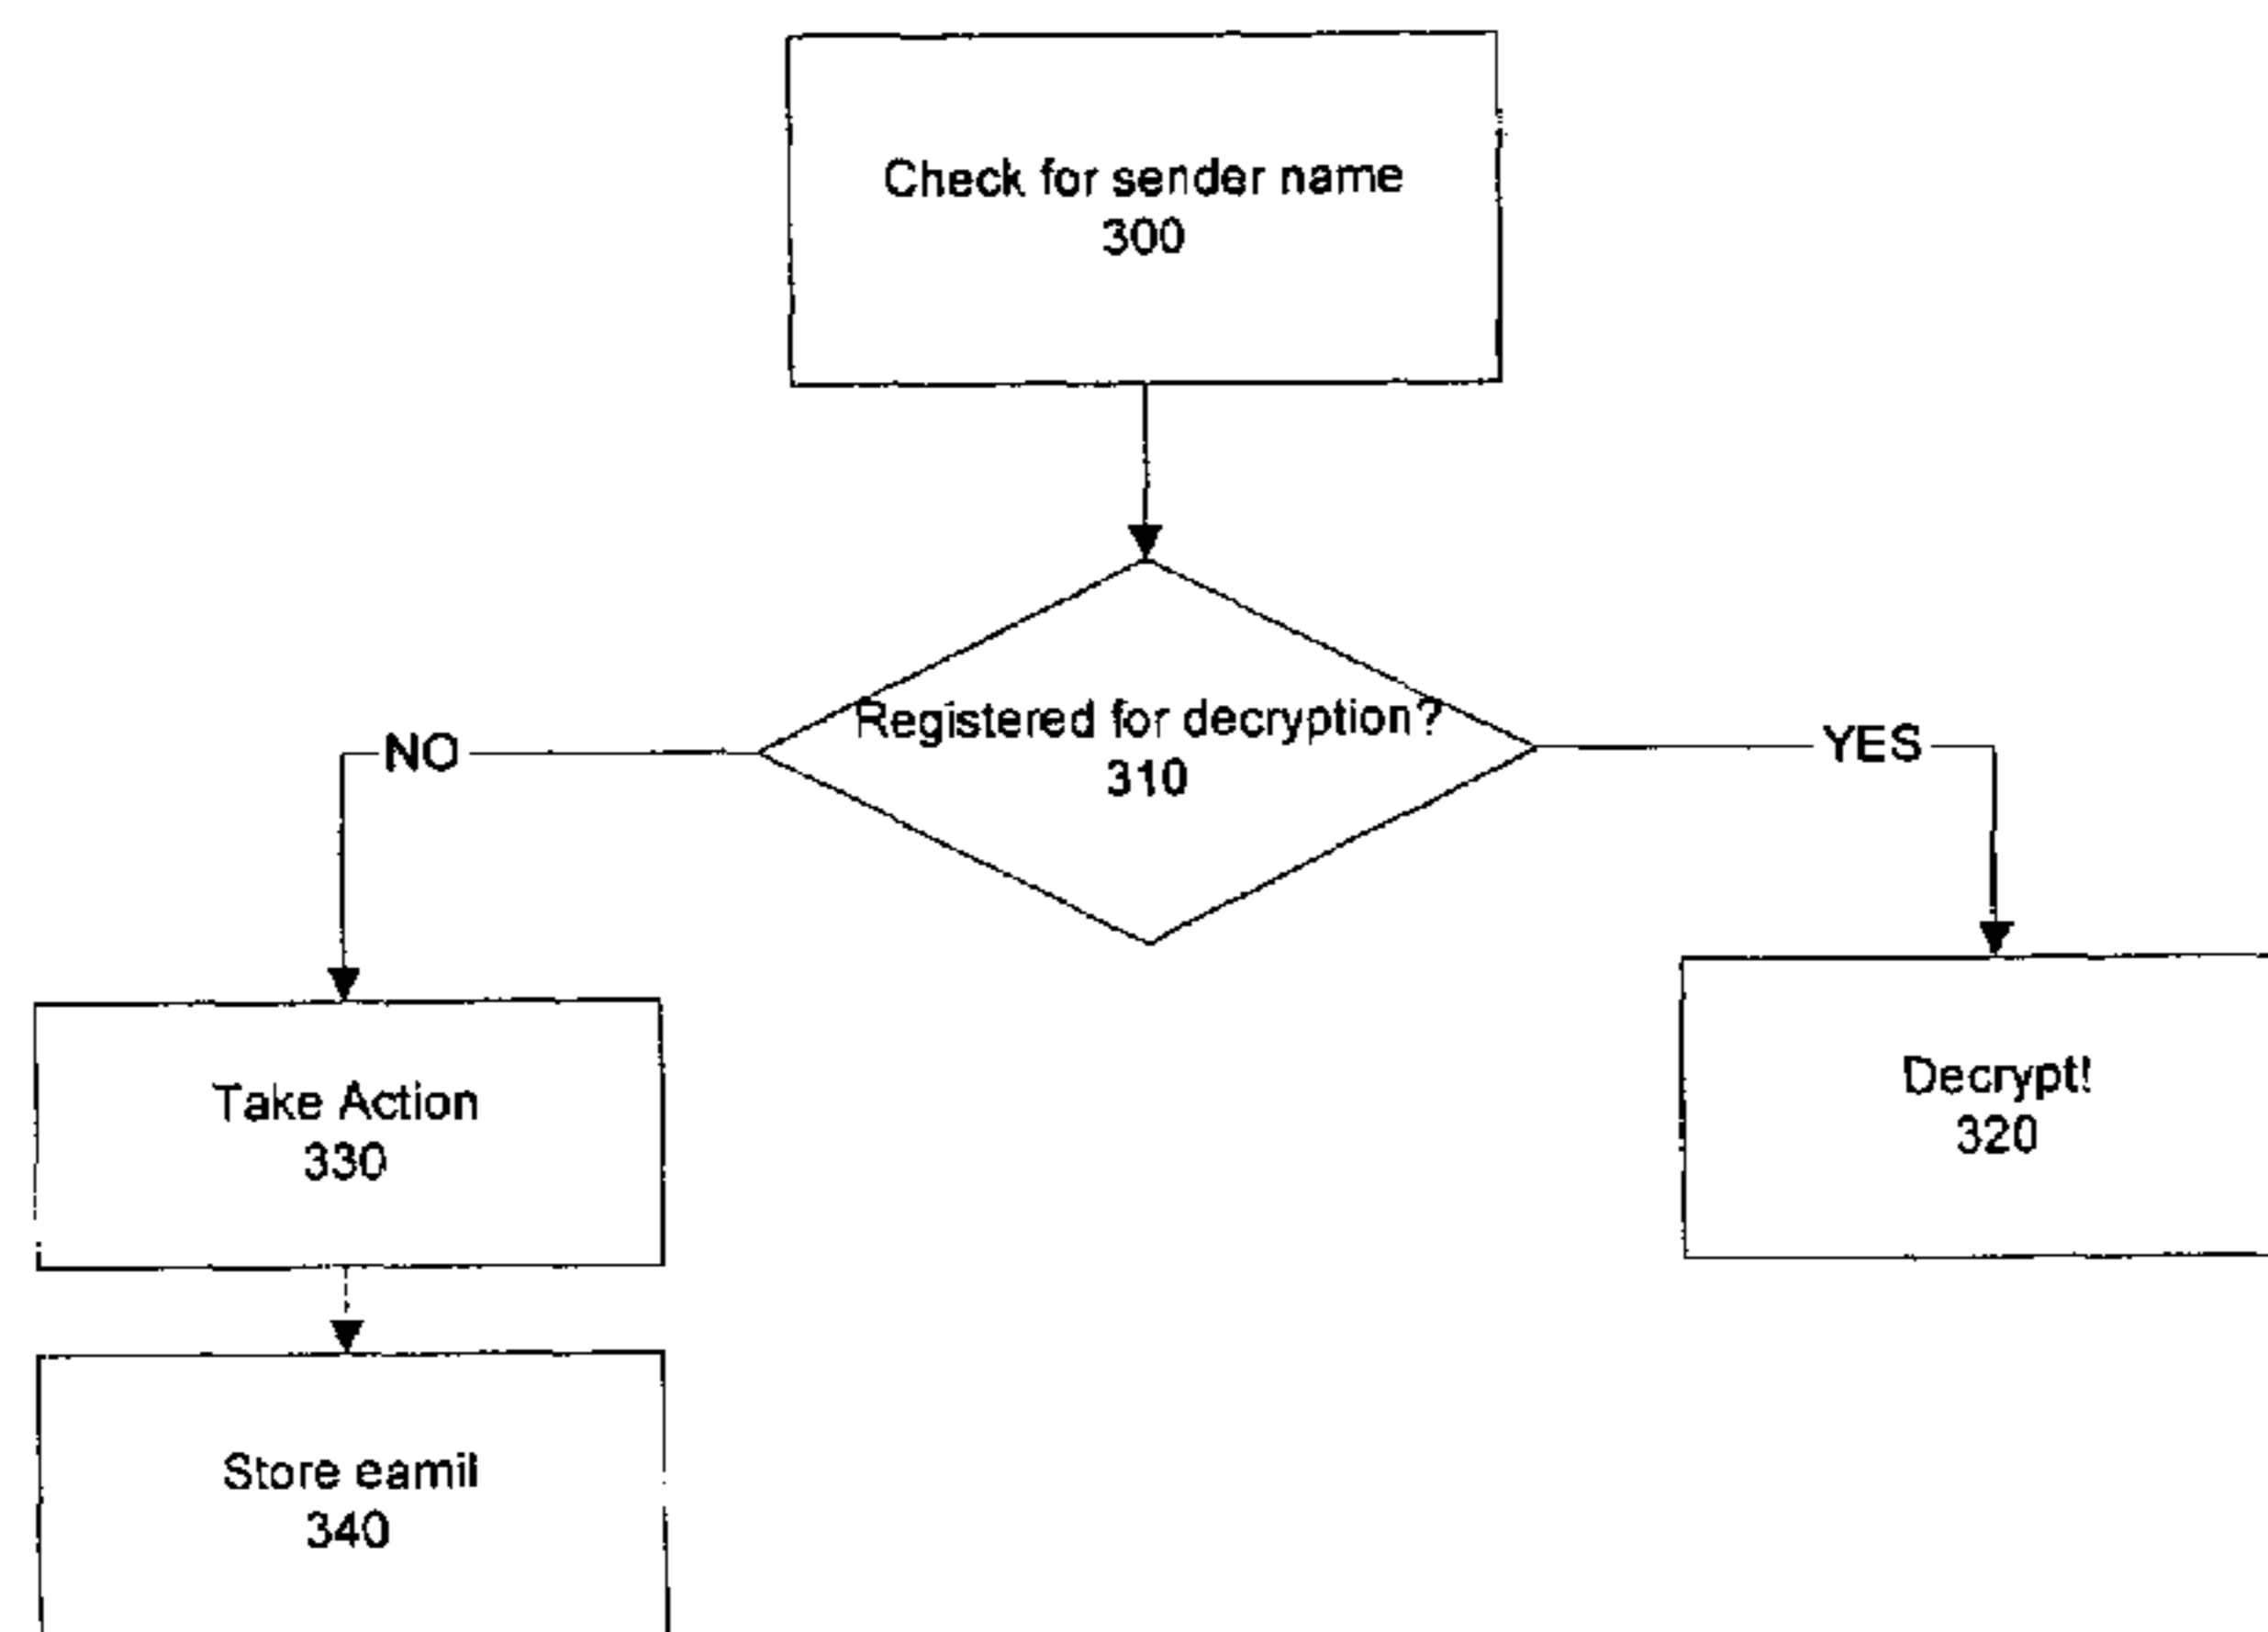 Check for sender name
300
Registered for decryption?
310
NO
YES
Decrypt!
320
Take Action
330
Store eamil
340